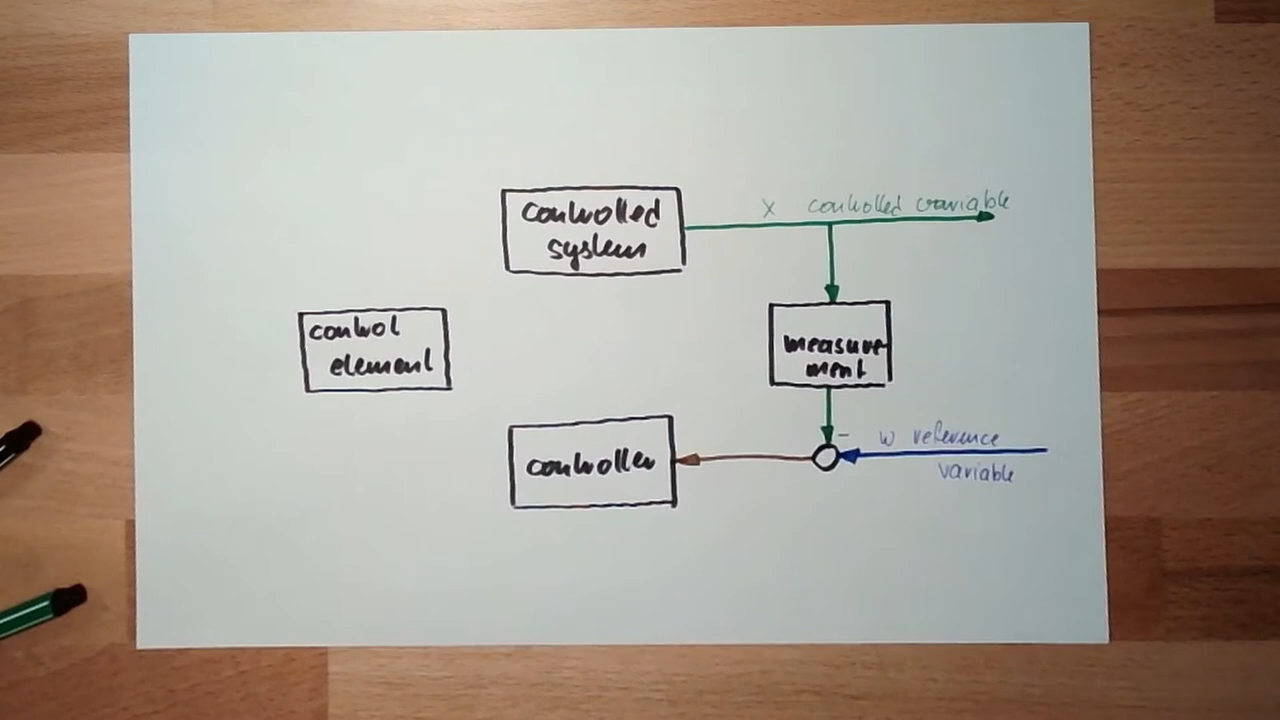 controlled
system
x controlled variable
control
element
measure-
ment
controller
-
w reference
variable